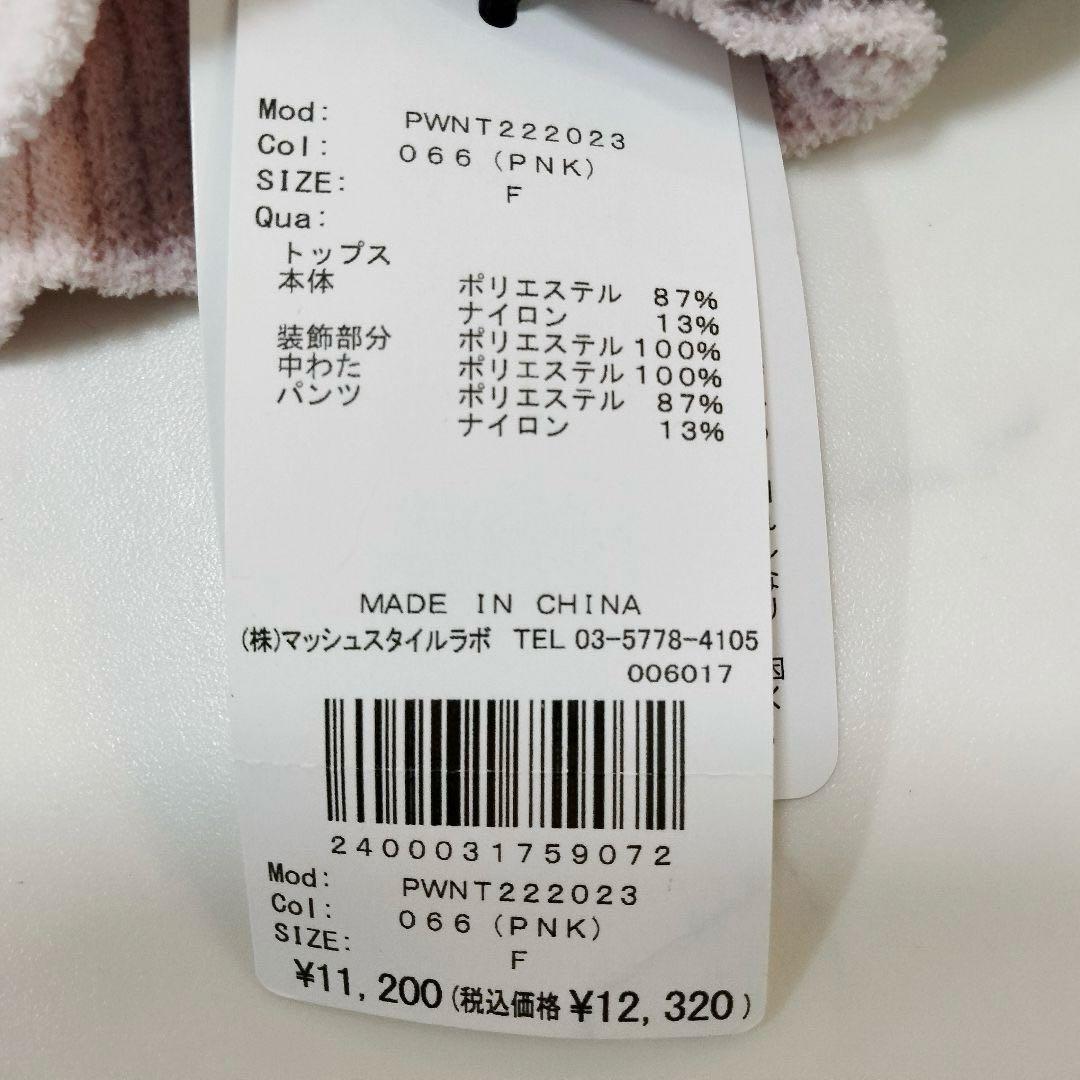 Mod: PWNT222023
Col: 066 (PNK)
SIZE: F
Qua:
トップス
本体 ポリエステル 87%
ナイロン 13%
装飾部分 ポリエステル 100%
中わた ポリエステル 100%
パンツ ポリエステル 87%
ナイロン 13%
MADE IN CHINA
(株)マッシュスタイルラボ TEL 03-5778-4105
006017
2400031759072
Mod: PWNT222023
Col: 066 (PNK)
SIZE: F
¥11,200(税込価格 ¥12,320)